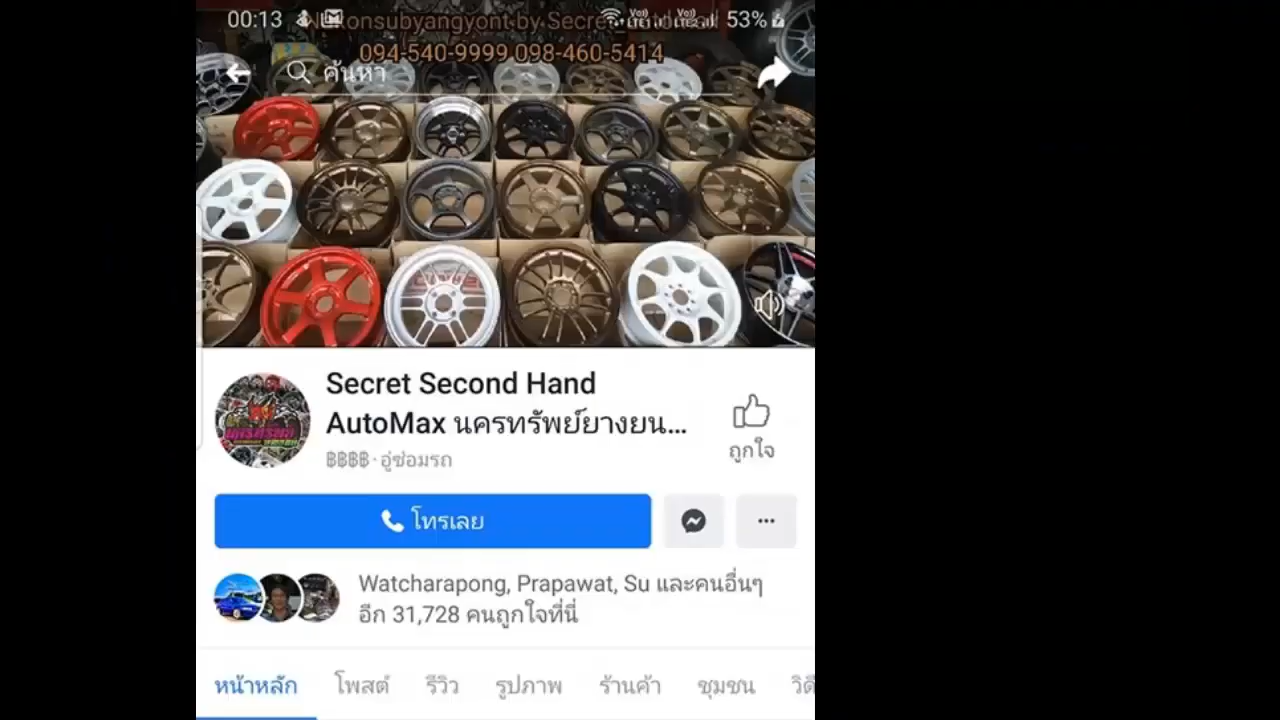 00:13
53%
by Secre
094-540-9999 098-460-5414
ค้นหา
Secret Second Hand
AutoMax นครทรัพย์ยางยน...
฿฿฿฿ · อู่ซ่อมรถ
ถูกใจ
โทรเลย
Watcharapong, Prapawat, Su และคนอื่นๆ
อีก 31,728 คนถูกใจที่นี่
หน้าหลัก โพสต์ รีวิว รูปภาพ ร้านค้า ชุมชน วิดี